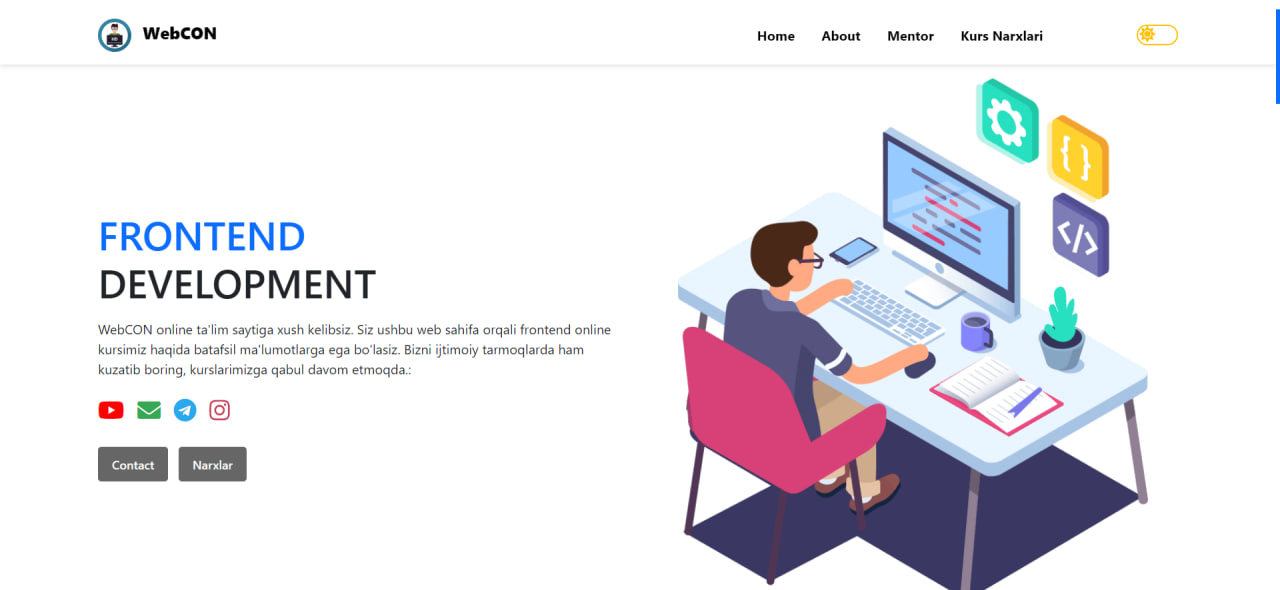 WebCON
Home
About
Mentor
Kurs Narxlari
FRONTEND
DEVELOPMENT
WebCON online ta'lim saytiga xush kelibsiz. Siz ushbu web sahifa orqali frontend online
kursimiz haqida batafsil ma'lumotlarga ega bo'lasiz. Bizni ijtimoiy tarmoqlarda ham
kuzatib boring, kurslarimizga qabul davom etmoqda.:
Contact
Narxlar